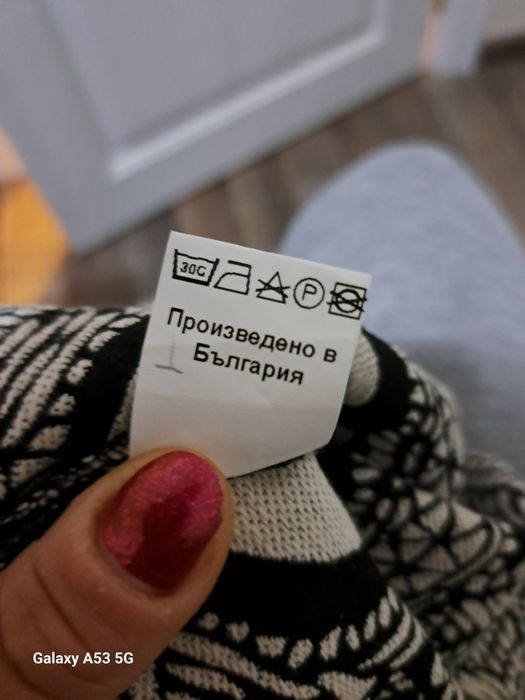 30C
P
Произведено в
България
Galaxy A53 5G